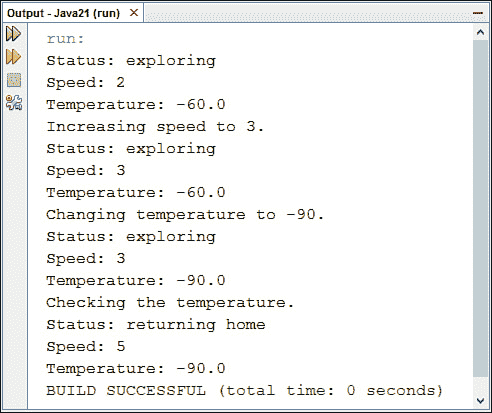 Output - Java21 (run)
run:
Status: exploring
Speed: 2
Temperature: -60.0
Increasing speed to 3.
Status: exploring
Speed: 3
Temperature: -60.0
Changing temperature to -90.
Status: exploring
Speed: 3
Temperature: -90.0
Checking the temperature.
Status: returning home
Speed: 5
Temperature: -90.0
BUILD SUCCESSFUL (total time: 0 seconds)